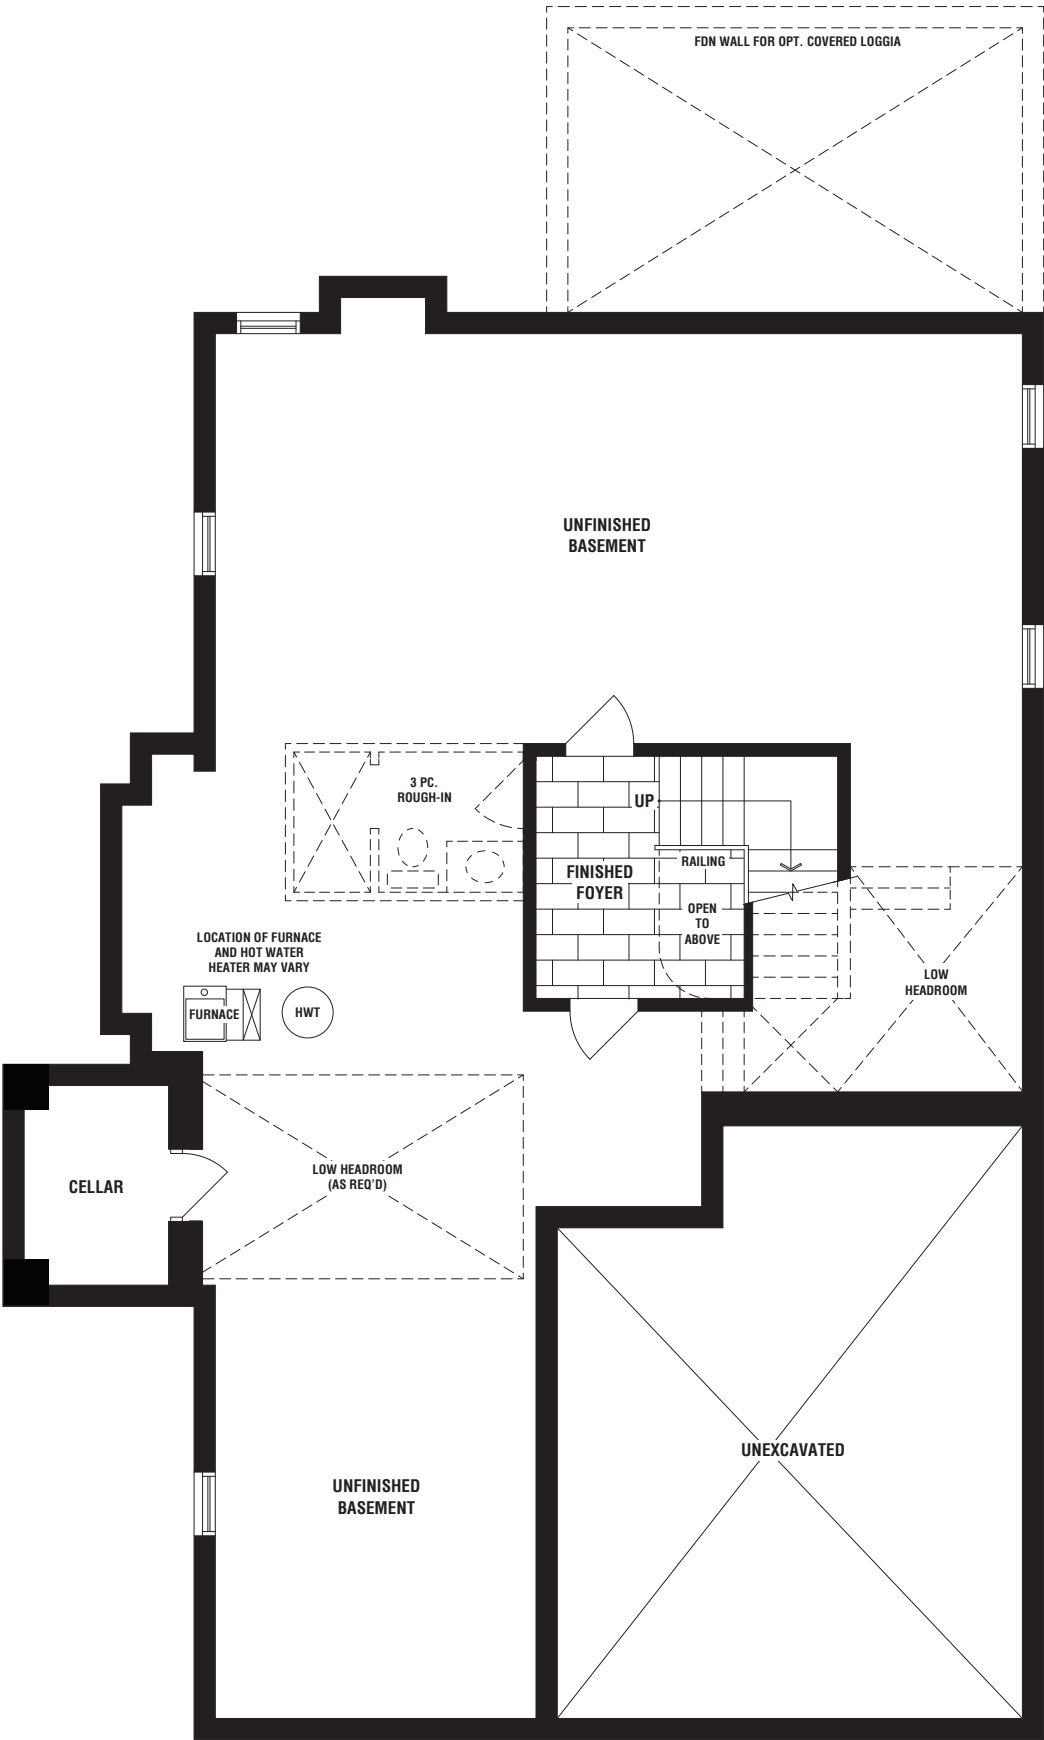 FDN WALL FOR OPT. COVERED LOGGIA
UNFINISHED
BASEMENT
3 PC.
ROUGH-IN
UP
RAILING
FINISHED
FOYER
OPEN
TO
ABOVE
LOCATION OF FURNACE
AND HOT WATER
HEATER MAY VARY
FURNACE
HWT
LOW
HEADROOM
CELLAR
LOW HEADROOM
(AS REQ'D)
UNEXCAVATED
UNFINISHED
BASEMENT